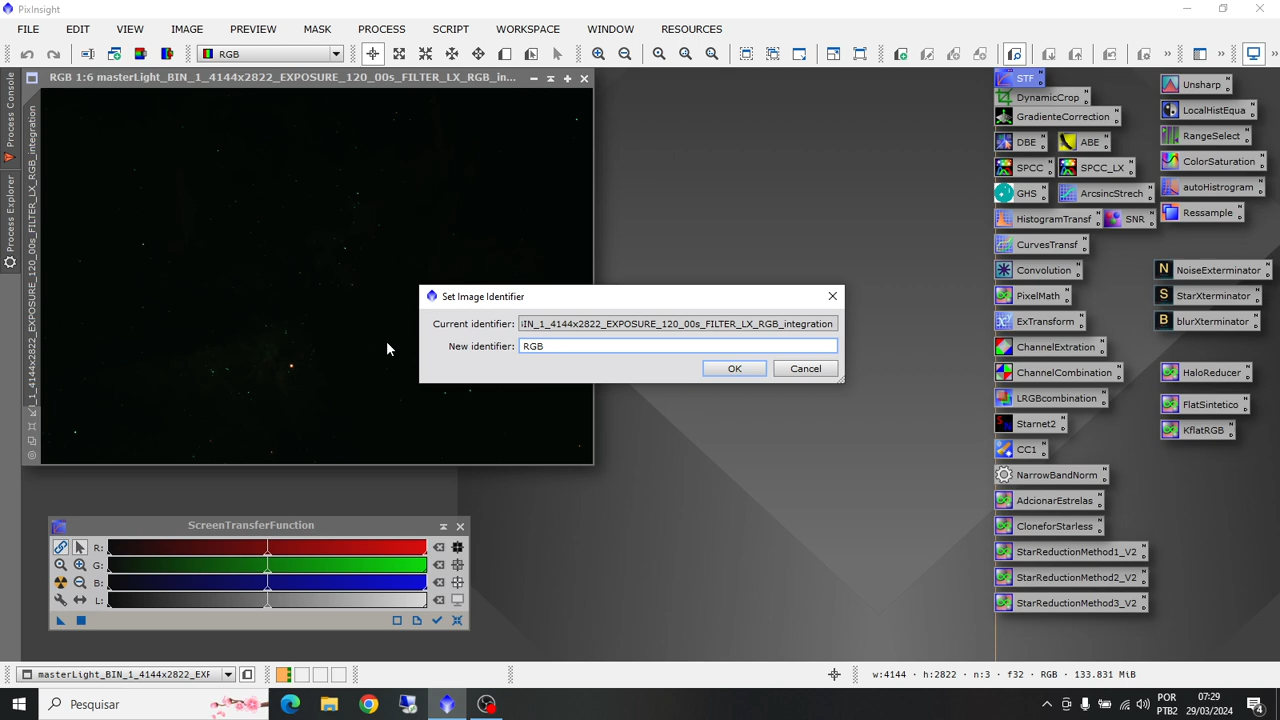 PixInsight
FILE EDIT VIEW IMAGE PREVIEW MASK PROCESS SCRIPT WORKSPACE WINDOW RESOURCES
RGB
Process Console
Process Explorer
RGB 1:6 masterLight_BIN_1_4144x2822_EXPOSURE_120_00s_FILTER_LX_RGB_in...
_1_4144x2822_EXPOSURE_120_00s_FILTER_LX_RGB_integration
Set Image Identifier
Current identifier: IN_1_4144x2822_EXPOSURE_120_00s_FILTER_LX_RGB_integration
New identifier: RGB
OK Cancel
ScreenTransferFunction
R:
G:
B:
L:
STF
DynamicCrop
GradienteCorrection
DBE ABE
SPCC SPCC_LX
GHS ArcsincStrech
HistogramTransf SNR
CurvesTransf
Convolution
PixelMath
ExTransform
ChannelExtration
ChannelCombination
LRGBcombination
Starnet2
CC1
NarrowBandNorm
AdcionarEstrelas
CloneforStarless
StarReductionMethod1_V2
StarReductionMethod2_V2
StarReductionMethod3_V2
Unsharp
LocalHistEqua
RangeSelect
ColorSaturation
autoHistrogram
Ressample
N NoiseExterminator
S StarXterminator
B blurXterminator
HaloReducer
FlatSintetico
KflatRGB
masterLight_BIN_1_4144x2822_EXP
w:4144 · h:2822 · n:3 · f32 · RGB · 133.831 MiB
Pesquisar
POR
PTB2
07:29
29/03/2024
4